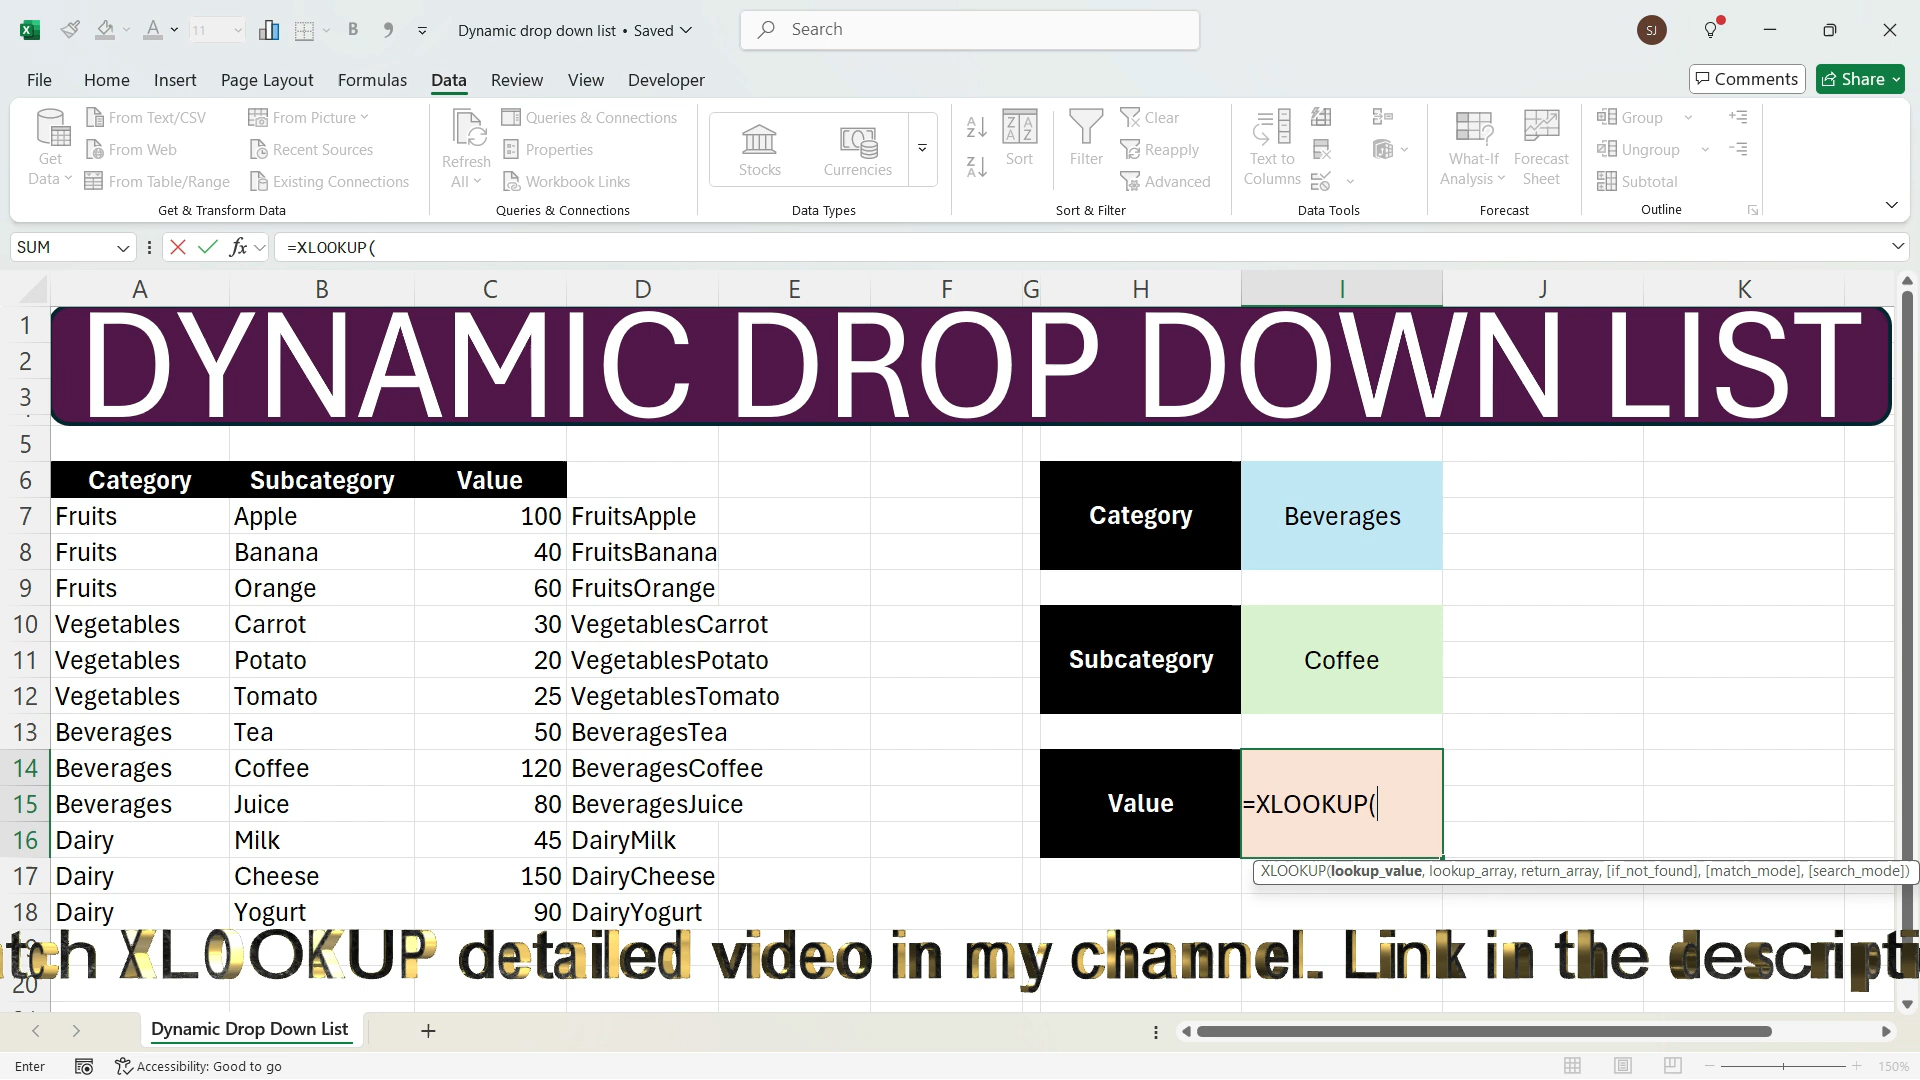 11
B
Dynamic drop down list • Saved
Search
SJ
File Home Insert Page Layout Formulas Data Review View Developer
Comments
Share
Get Data
From Text/CSV
From Web
From Table/Range
From Picture
Recent Sources
Existing Connections
Get & Transform Data
Refresh All
Queries & Connections
Properties
Workbook Links
Queries & Connections
Stocks
Currencies
Data Types
Sort
Filter
Clear
Reapply
Advanced
Sort & Filter
Text to Columns
Data Tools
What-If Analysis
Forecast Sheet
Forecast
Group
Ungroup
Subtotal
Outline
SUM
fx
=XLOOKUP(
A B C D E F G H I J K
1
2
3
DYNAMIC DROP DOWN LIST
5
6 Category Subcategory Value
7 Fruits Apple 100 FruitsApple
8 Fruits Banana 40 FruitsBanana
9 Fruits Orange 60 FruitsOrange
10 Vegetables Carrot 30 VegetablesCarrot
11 Vegetables Potato 20 VegetablesPotato
12 Vegetables Tomato 25 VegetablesTomato
13 Beverages Tea 50 BeveragesTea
14 Beverages Coffee 120 BeveragesCoffee
15 Beverages Juice 80 BeveragesJuice
16 Dairy Milk 45 DairyMilk
17 Dairy Cheese 150 DairyCheese
18 Dairy Yogurt 90 DairyYogurt
20
Category Beverages
Subcategory Coffee
Value =XLOOKUP(
XLOOKUP(lookup_value, lookup_array, return_array, [if_not_found], [match_mode], [search_mode])
tch XLOOKUP detailed video in my channel. Link in the descripti
Dynamic Drop Down List
Enter
Accessibility: Good to go
150%